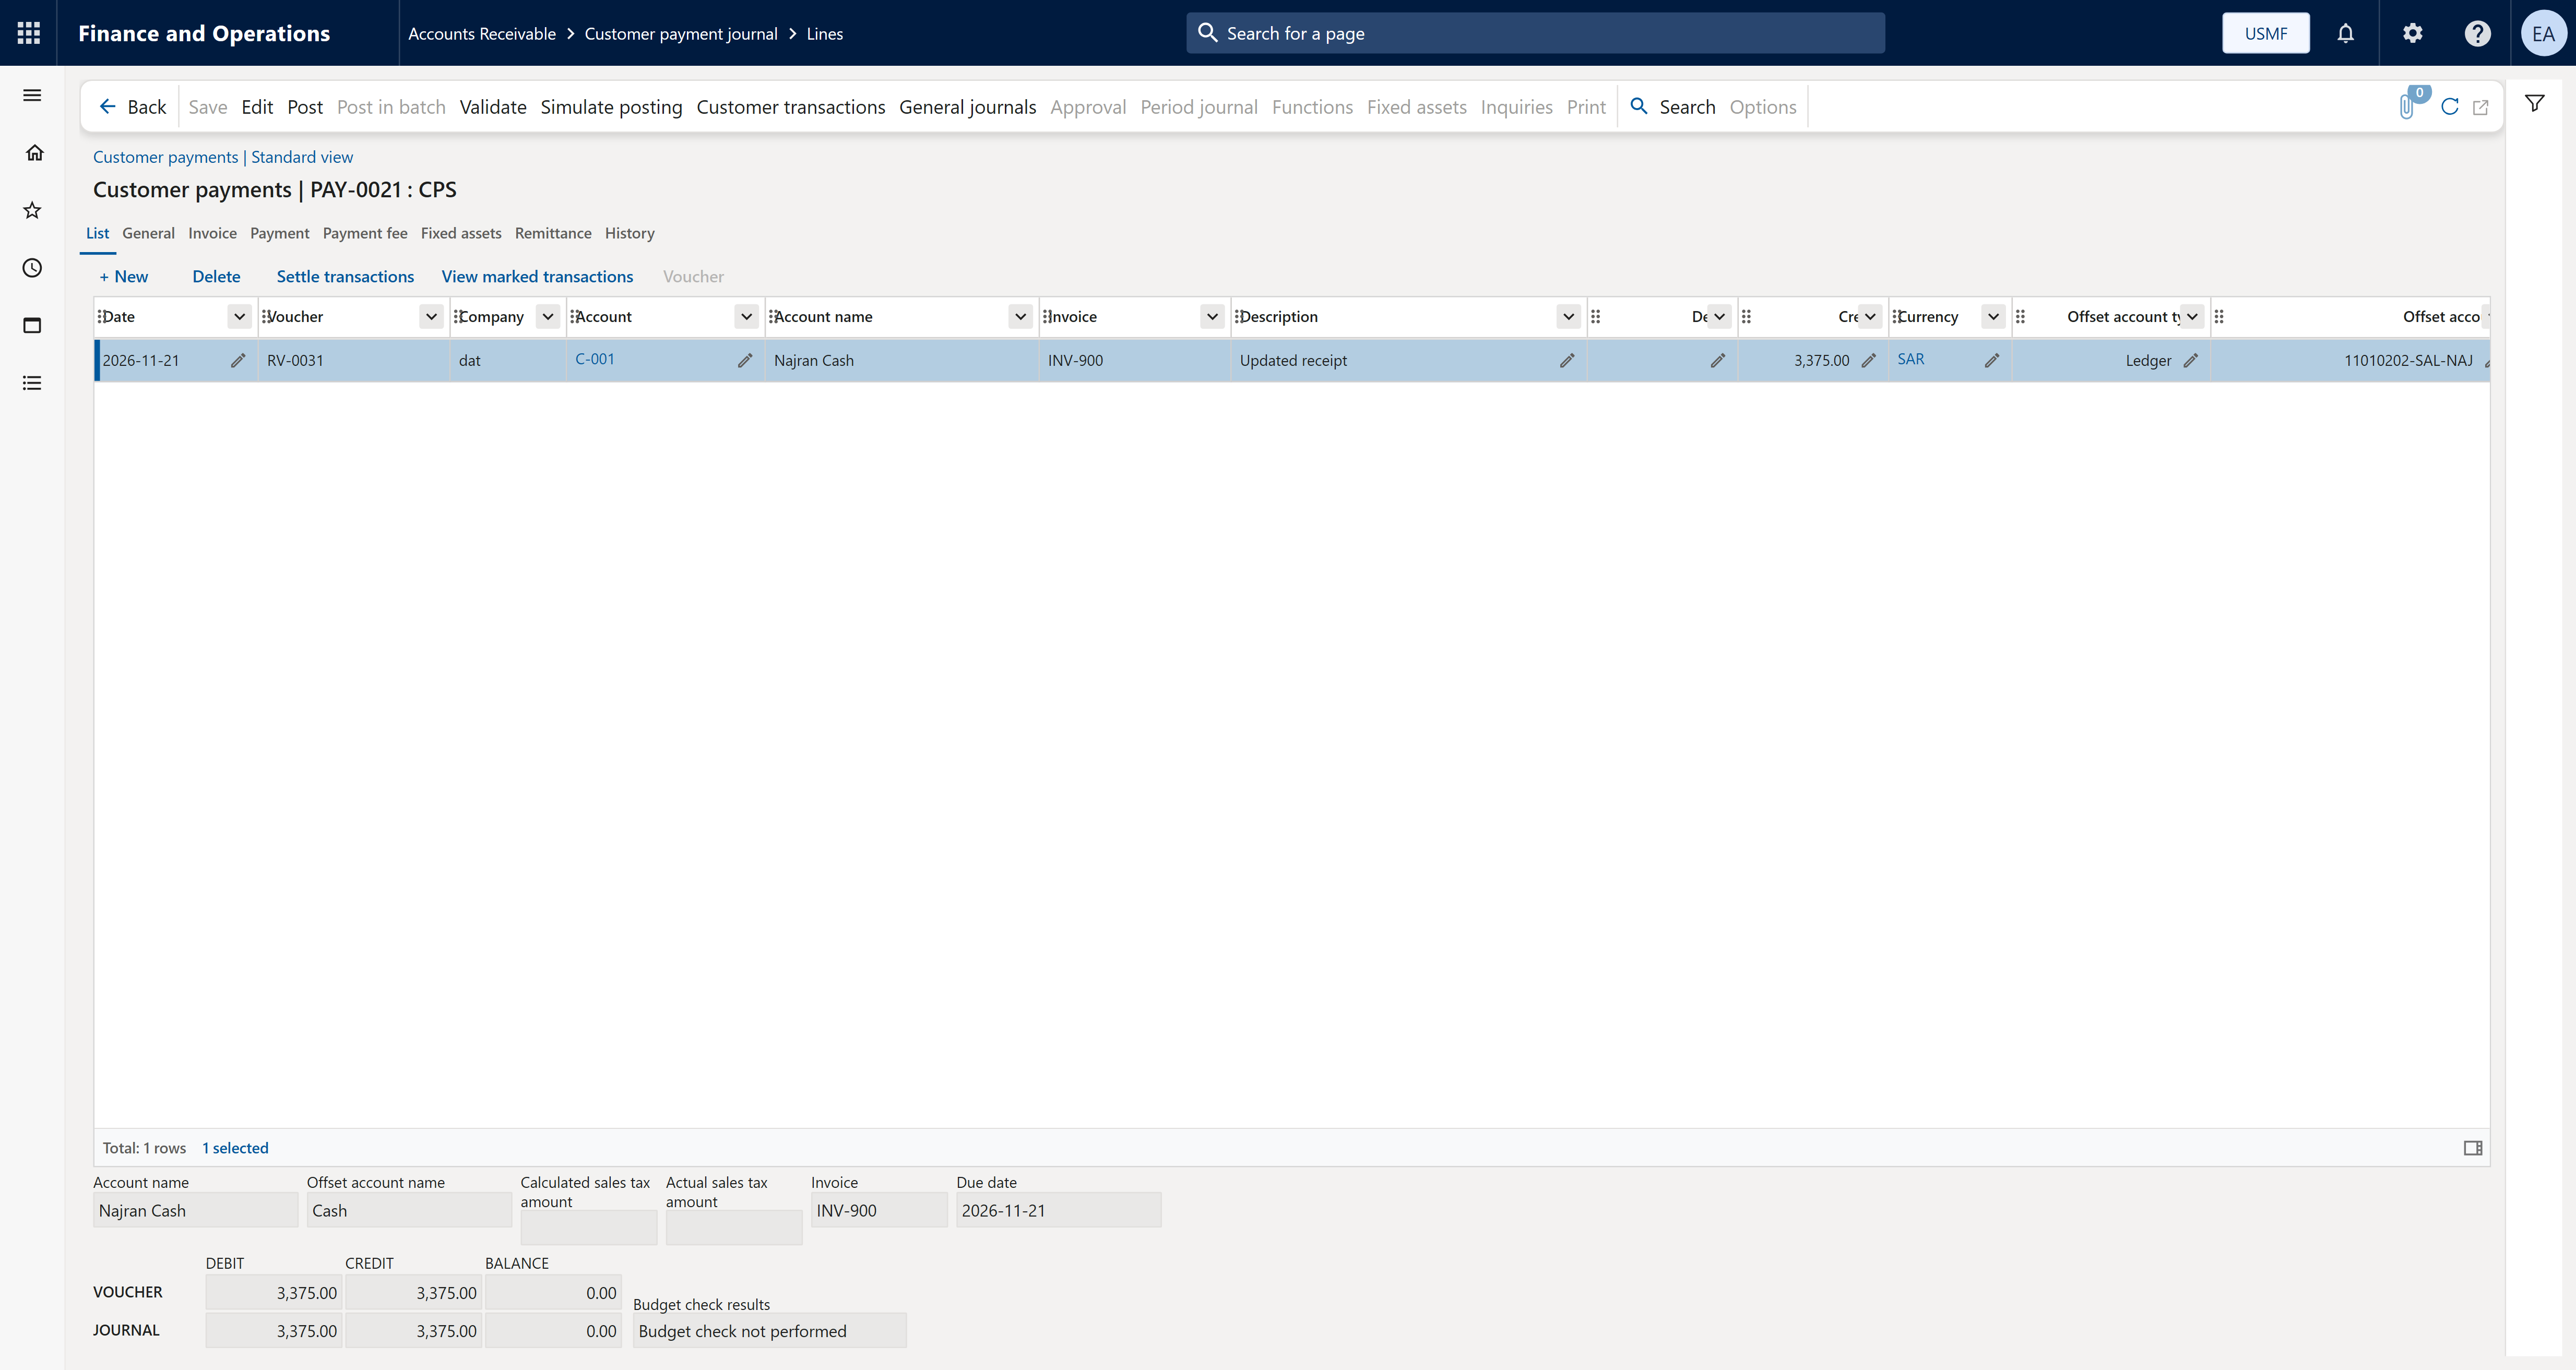 Finance and Operations
Accounts Receivable > Customer payment journal > Lines
Search for a page
USMF
EA
Back
Save
Edit
Post
Post in batch
Validate
Simulate posting
Customer transactions
General journals
Approval
Period journal
Functions
Fixed assets
Inquiries
Print
Search
Options
0
Customer payments | Standard view
Customer payments | PAY-0021 : CPS
List General Invoice Payment Payment fee Fixed assets Remittance History
+ New Delete Settle transactions View marked transactions Voucher
Date Voucher Company Account Account name Invoice Description De Cre Currency Offset account ty Offset acco
2026-11-21 RV-0031 dat C-001 Najran Cash INV-900 Updated receipt 3,375.00 SAR Ledger 11010202-SAL-NAJ
Total: 1 rows 1 selected
Account name
Najran Cash
Offset account name
Cash
Calculated sales tax
amount
Actual sales tax
amount
Invoice
INV-900
Due date
2026-11-21
DEBIT CREDIT BALANCE
VOUCHER 3,375.00 3,375.00 0.00
JOURNAL 3,375.00 3,375.00 0.00
Budget check results
Budget check not performed